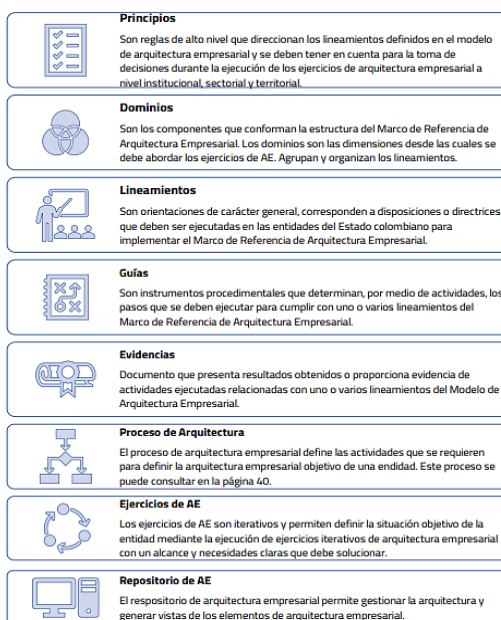 Principios
Son reglas de alto nivel que direccionan los lineamientos definidos en el modelo
de arquitectura empresarial y se deben tener en cuenta para la toma de
decisiones durante la ejecución de los ejercicios de arquitectura empresarial a
nivel institucional, sectorial y territorial.
Dominios
Son los componentes que conforman la estructura del Marco de Referencia de
Arquitectura Empresarial. Los dominios son las dimensiones desde las cuales se
debe abordar los ejercicios de AE. Agrupan y organizan los lineamientos.
Lineamientos
Son orientaciones de carácter general, corresponden a disposiciones o directrices
que deben ser ejecutadas en las entidades del Estado colombiano para
implementar el Marco de Referencia de Arquitectura Empresarial.
Guías
Son instrumentos procedimentales que determinan, por medio de actividades, los
pasos que se deben ejecutar para cumplir con uno o varios lineamientos del
Marco de Referencia de Arquitectura Empresarial.
Evidencias
Documento que presenta resultados obtenidos o proporciona evidencia de
actividades ejecutadas relacionadas con uno o varios lineamientos del Modelo de
Arquitectura Empresarial.
Proceso de Arquitectura
El proceso de arquitectura empresarial define las actividades que se requieren
para definir la arquitectura empresarial objetivo de una endidad. Este proceso se
puede consultar en la página 40.
Ejercicios de AE
Los ejercicios de AE son iterativos y permiten definir la situación objetivo de la
entidad mediante la ejecución de ejercicios iterativos de arquitectura empresarial
con un alcance y necesidades claras que debe solucionar.
Repositorio de AE
El respositorio de arquitectura empresarial permite gestionar la arquitectura y
generar vistas de los elementos de arquitectura empresarial.